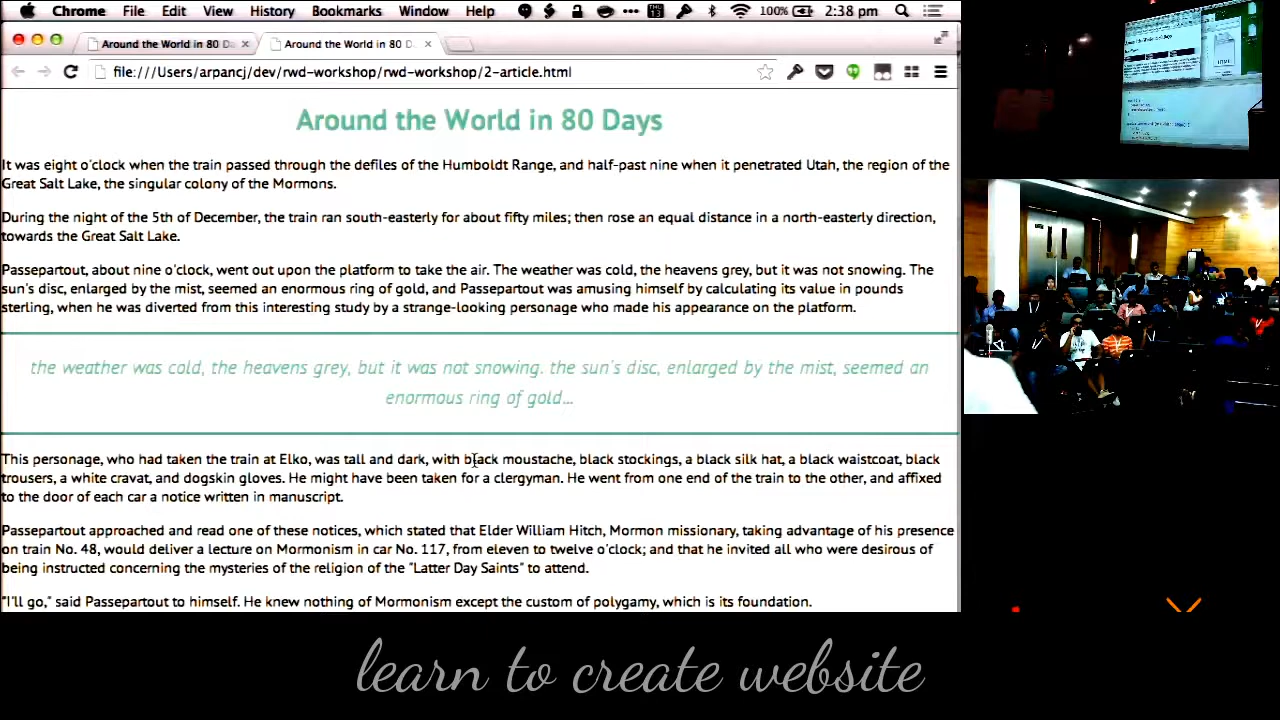 Chrome File Edit View History Bookmarks Window Help
100% 2:38 pm
Around the World in 80 D
Around the World in 80 D
file:///Users/arpancj/dev/rwd-workshop/rwd-workshop/2-article.html
Around the World in 80 Days
It was eight o'clock when the train passed through the defiles of the Humboldt Range, and half-past nine when it penetrated Utah, the region of the
Great Salt Lake, the singular colony of the Mormons.
During the night of the 5th of December, the train ran south-easterly for about fifty miles; then rose an equal distance in a north-easterly direction,
towards the Great Salt Lake.
Passepartout, about nine o'clock, went out upon the platform to take the air. The weather was cold, the heavens grey, but it was not snowing. The
sun's disc, enlarged by the mist, seemed an enormous ring of gold, and Passepartout was amusing himself by calculating its value in pounds
sterling, when he was diverted from this interesting study by a strange-looking personage who made his appearance on the platform.
the weather was cold, the heavens grey, but it was not snowing. the sun's disc, enlarged by the mist, seemed an
enormous ring of gold...
This personage, who had taken the train at Elko, was tall and dark, with black moustache, black stockings, a black silk hat, a black waistcoat, black
trousers, a white cravat, and dogskin gloves. He might have been taken for a clergyman. He went from one end of the train to the other, and affixed
to the door of each car a notice written in manuscript.
Passepartout approached and read one of these notices, which stated that Elder William Hitch, Mormon missionary, taking advantage of his presence
on train No. 48, would deliver a lecture on Mormonism in car No. 117, from eleven to twelve o'clock; and that he invited all who were desirous of
being instructed concerning the mysteries of the religion of the "Latter Day Saints" to attend.
"I'll go," said Passepartout to himself. He knew nothing of Mormonism except the custom of polygamy, which is its foundation.
learn to create website